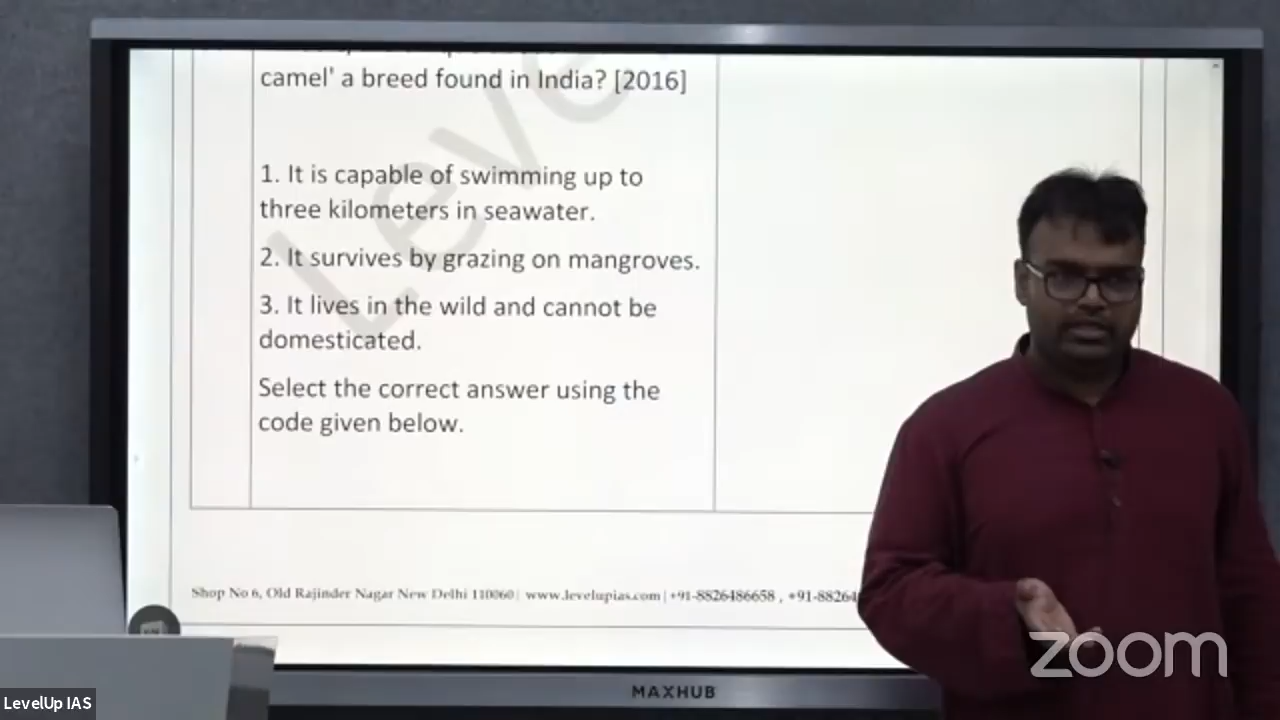 camel' a breed found in India? [2016]
1. It is capable of swimming up to
three kilometers in seawater.
2. It survives by grazing on mangroves.
3. It lives in the wild and cannot be
domesticated.
Select the correct answer using the
code given below.
Level
Shop No 6, Old Rajinder Nagar New Delhi 110060 | www.levelupias.com | +91-8826486658 , +91-8826
MAXHUB
zoom
LevelUp IAS